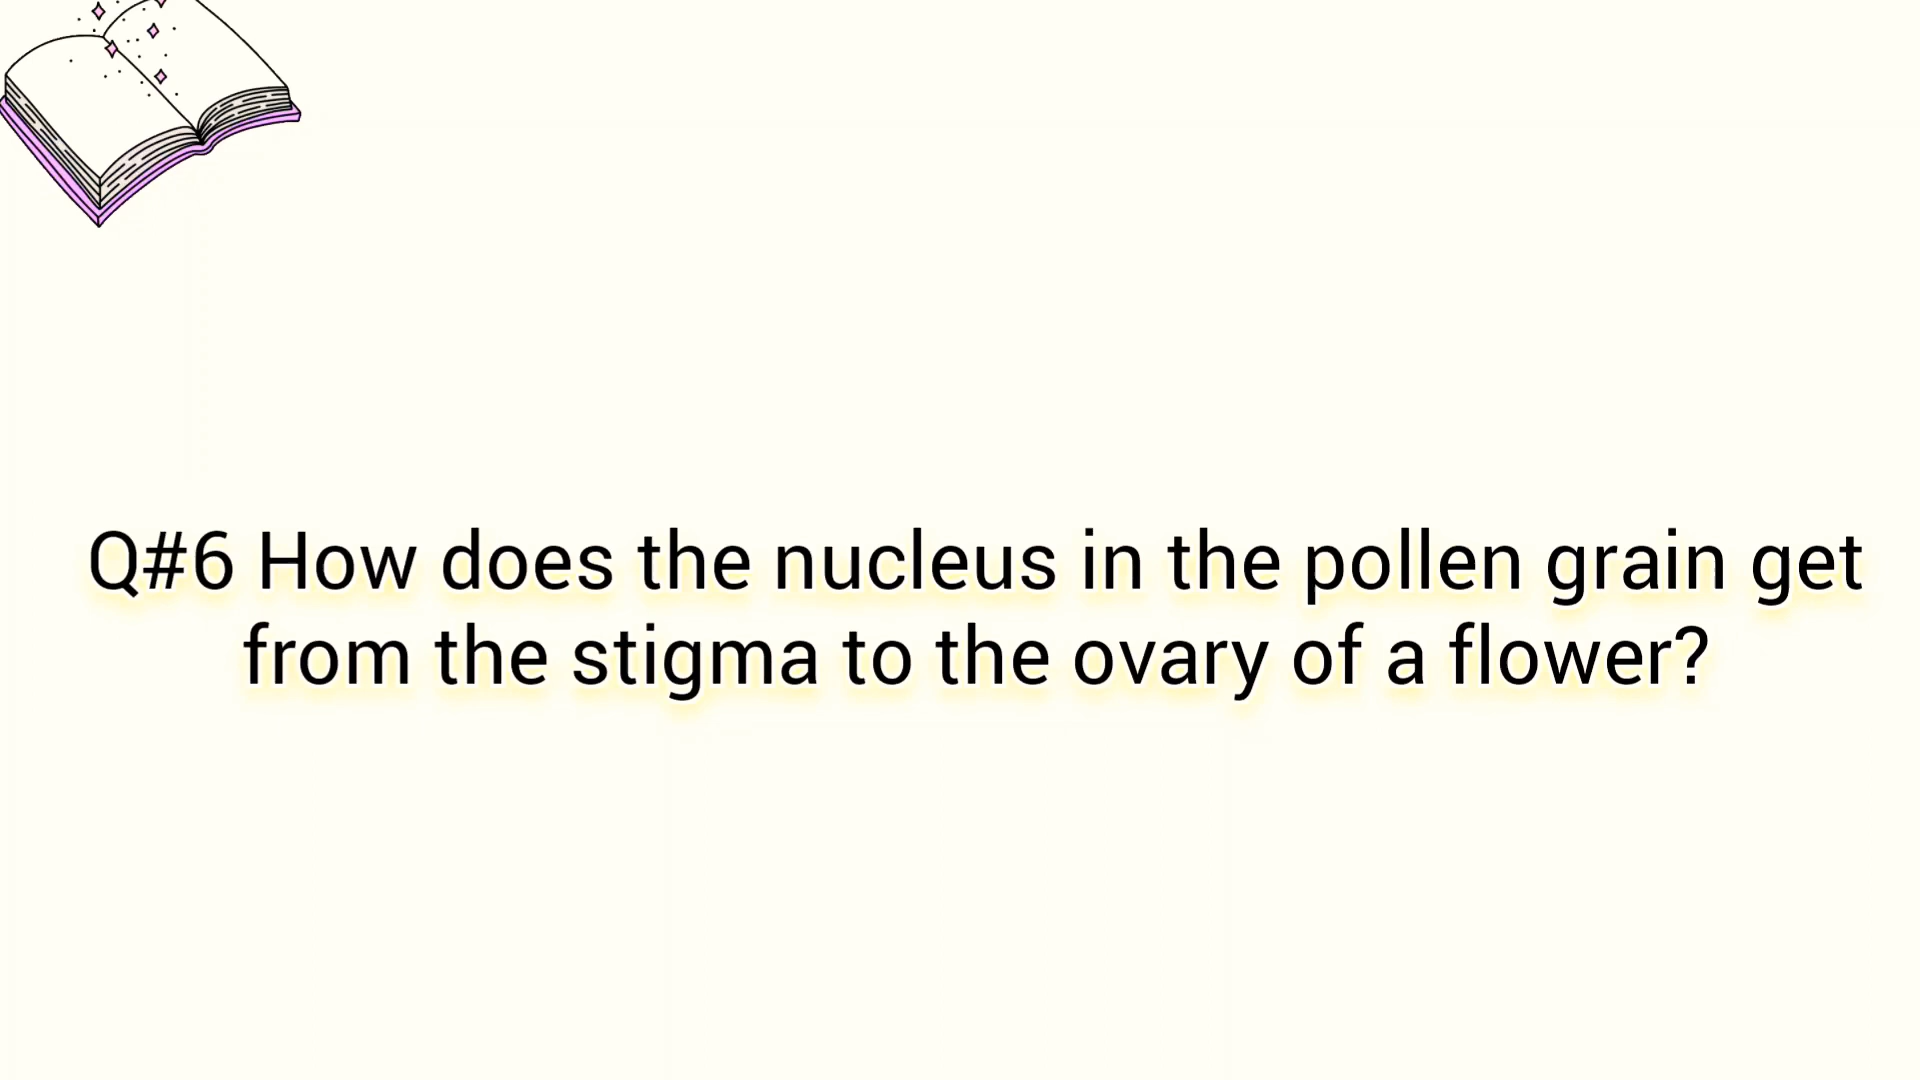 Q#6 How does the nucleus in the pollen grain get
from the stigma to the ovary of a flower?